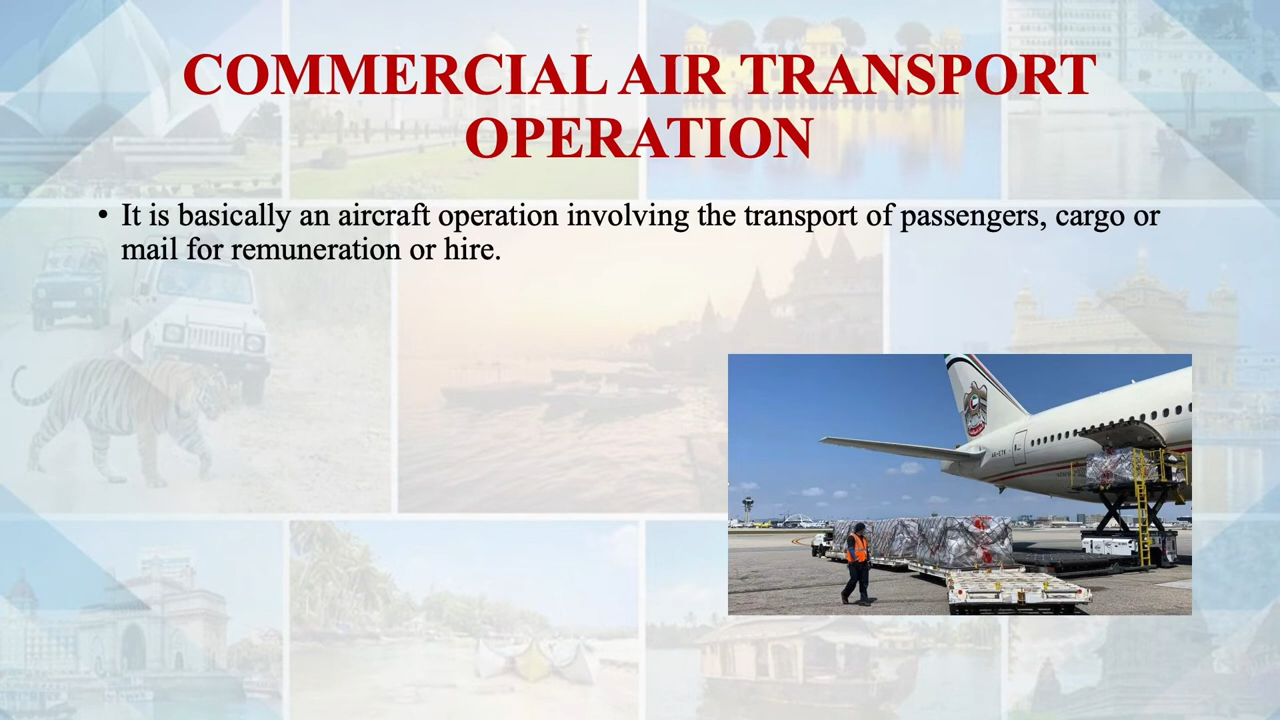 COMMERCIAL AIR TRANSPORT
OPERATION
• It is basically an aircraft operation involving the transport of passengers, cargo or
mail for remuneration or hire.